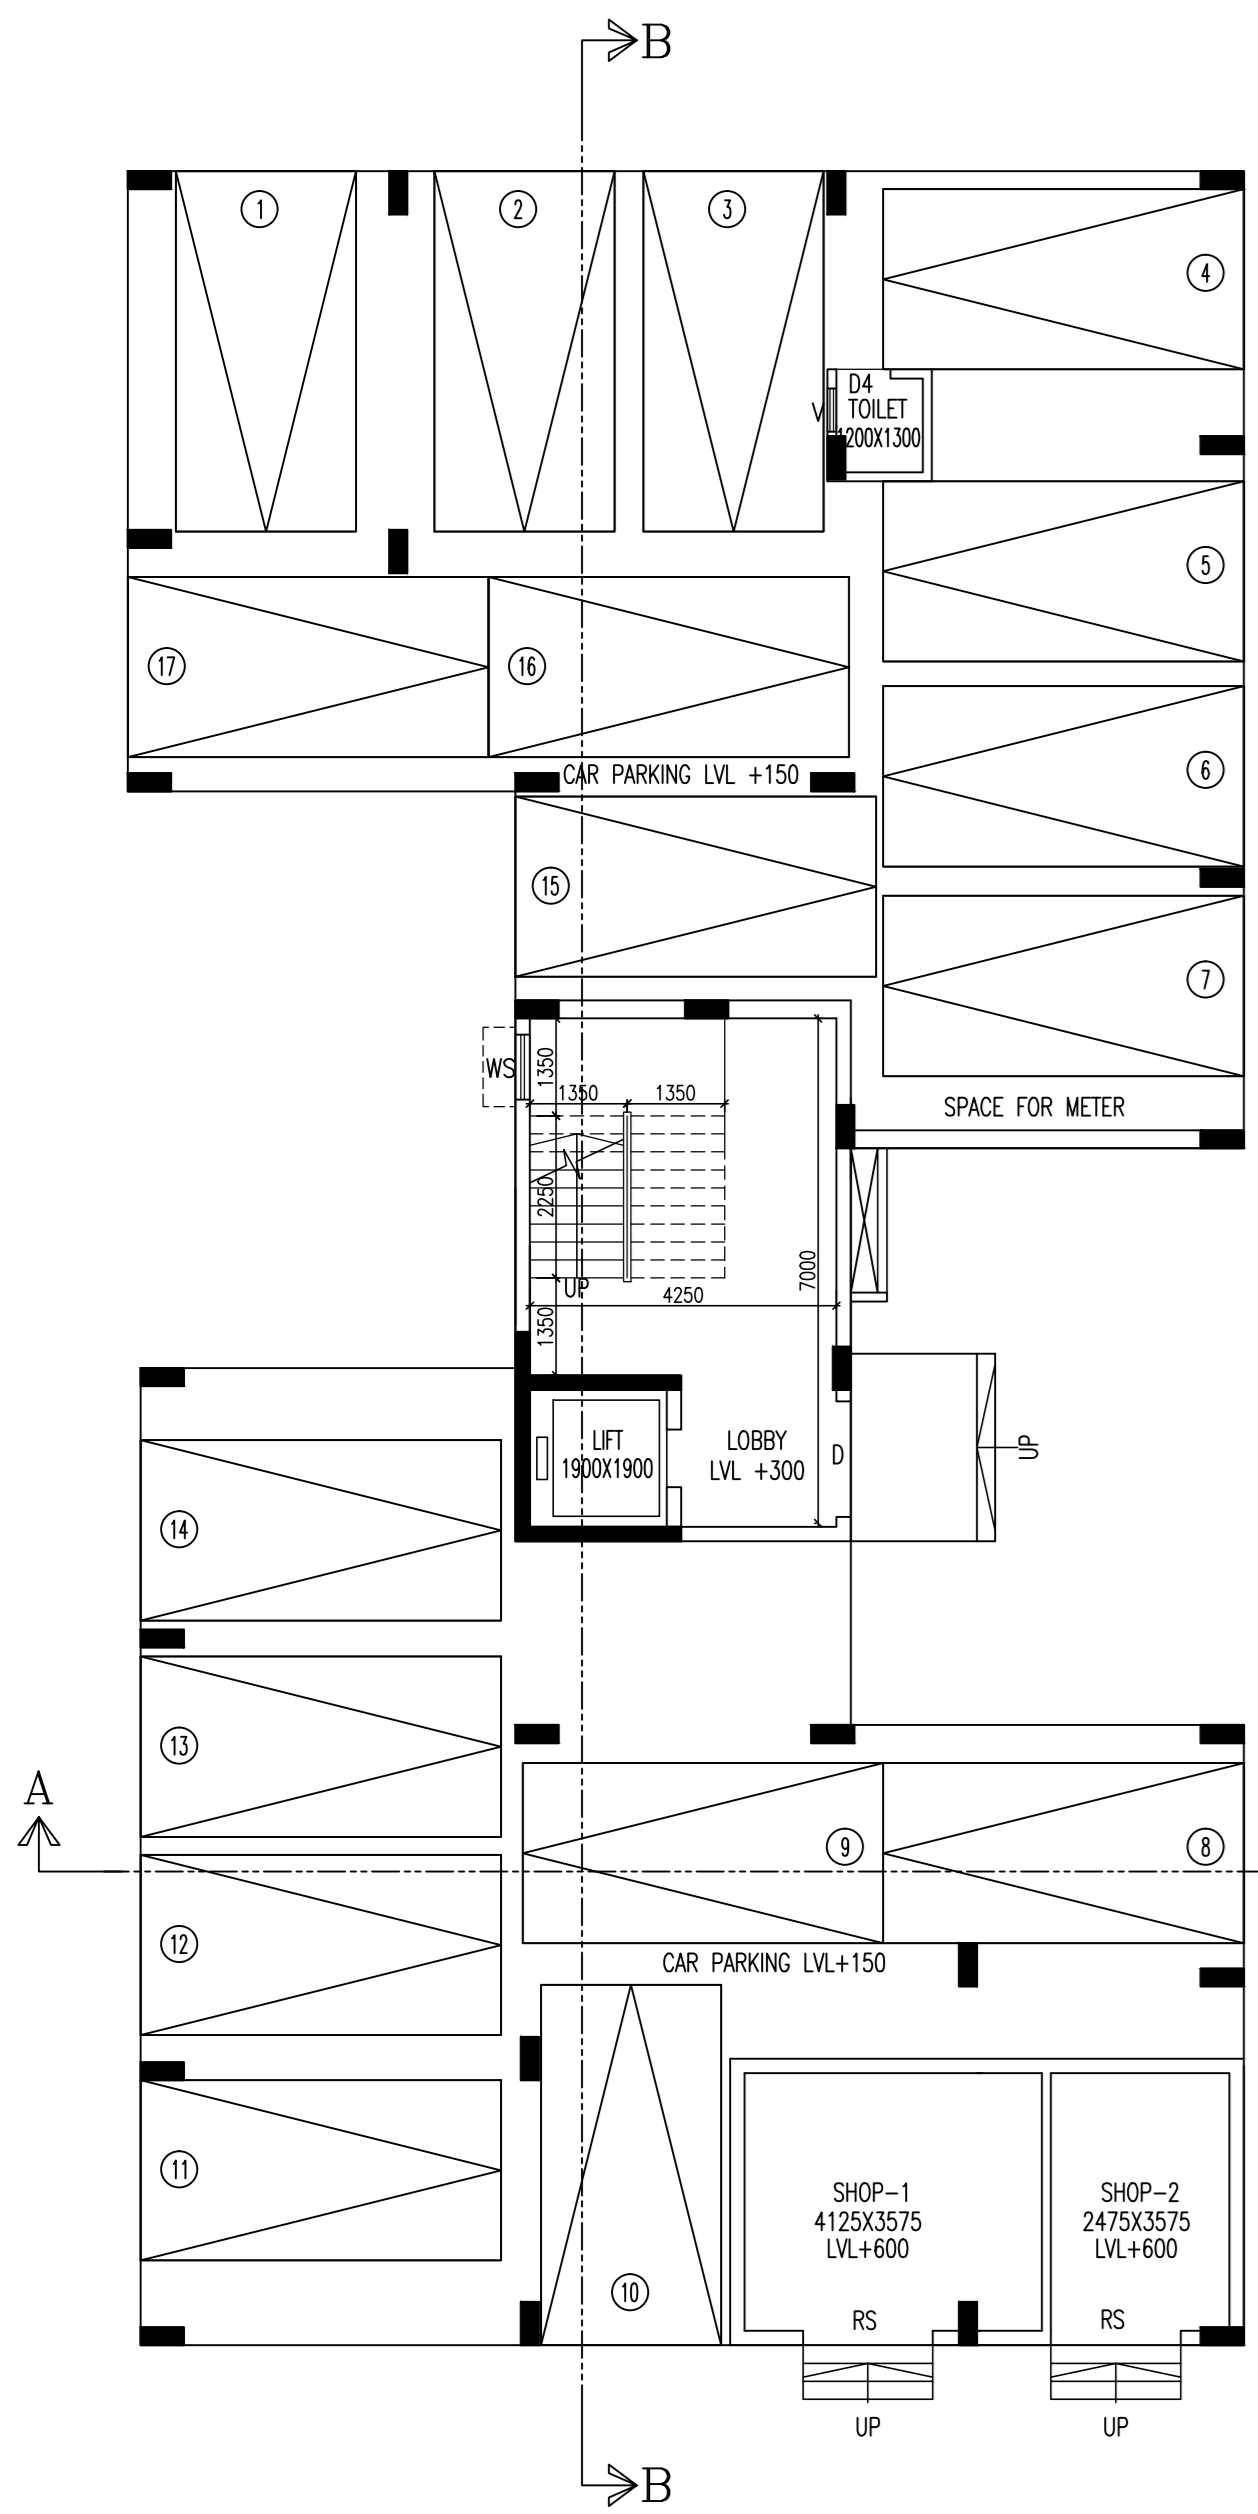 B
1
2
3
4
D4
TOILET
V
1200X1300
5
17
16
6
CAR PARKING LVL +150
15
7
WS
1350
1350
1350
SPACE FOR METER
2250
7000
UP
4250
1350
LIFT
1900X1900
LOBBY
LVL +300
D
UP
14
13
A
9
8
12
CAR PARKING LVL+150
11
SHOP-1
4125X3575
LVL+600
SHOP-2
2475X3575
LVL+600
10
RS
RS
UP
UP
B